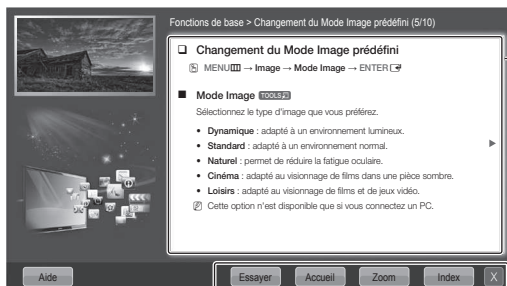 Fonctions de base > Changement du Mode Image prédéfini (5/10)
❑ Changement du Mode Image prédéfini
MENU → Image → Mode Image → ENTER
■ Mode Image TOOLS
Sélectionnez le type d'image que vous préférez.
• Dynamique : adapté à un environnement lumineux.
• Standard : adapté à un environnement normal.
• Naturel : permet de réduire la fatigue oculaire.
• Cinéma : adapté au visionnage de films dans une pièce sombre.
• Loisirs : adapté au visionnage de films et de jeux vidéo.
Cette option n'est disponible que si vous connectez un PC.
Aide Essayer Accueil Zoom Index X